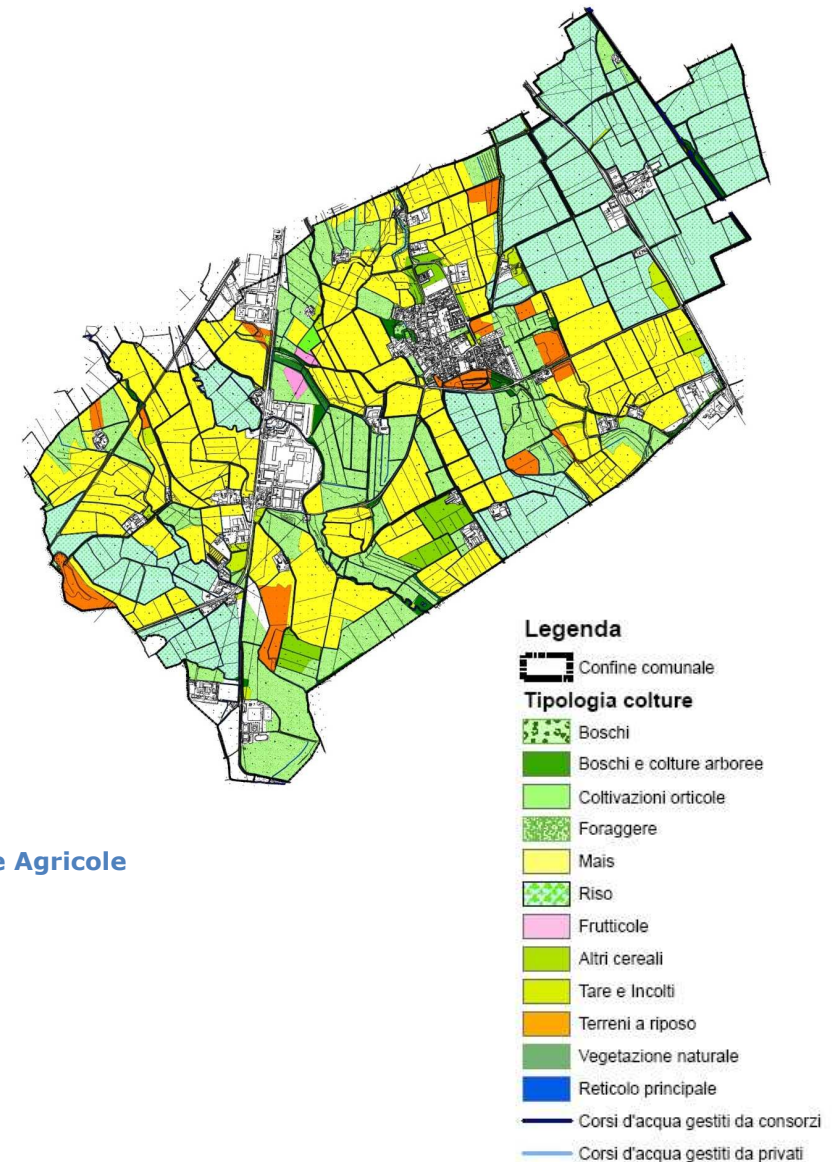 Legenda
Confine comunale
Tipologia colture
Boschi
Boschi e colture arboree
Coltivazioni orticole
Foraggere
Mais
Riso
Frutticole
Altri cereali
Tare e Incolti
Terreni a riposo
Vegetazione naturale
Reticolo principale
Corsi d'acqua gestiti da consorzi
Corsi d'acqua gestiti da privati
e Agricole